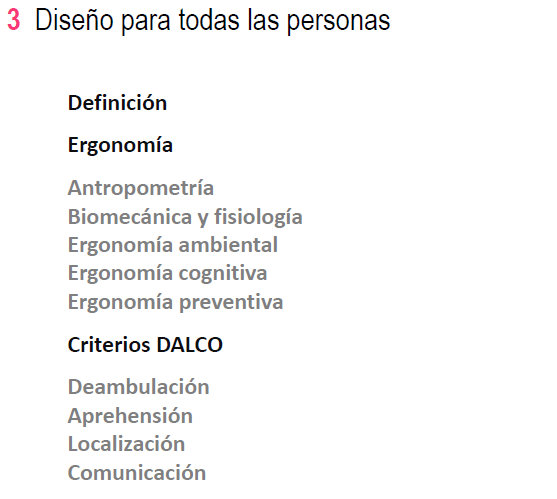 3 Diseño para todas las personas
Definición
Ergonomía
Antropometría
Biomecánica y fisiología
Ergonomía ambiental
Ergonomía cognitiva
Ergonomía preventiva
Criterios DALCO
Deambulación
Aprehensión
Localización
Comunicación